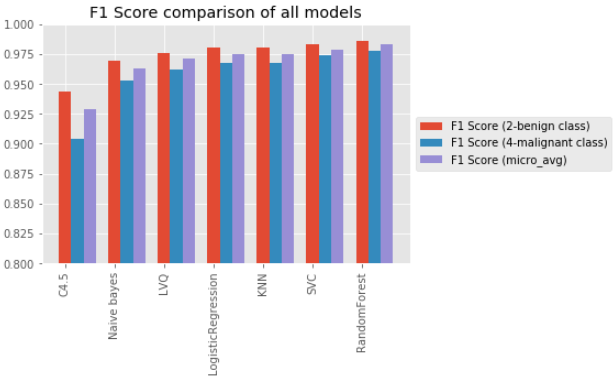 F1 Score comparison of all models
1.000
0.975
0.950
0.925
0.900
0.875
0.850
0.825
0.800
C4.5
Naive bayes
LVQ
LogisticRegression
KNN
SVC
RandomForest
F1 Score (2-benign class)
F1 Score (4-malignant class)
F1 Score (micro_avg)